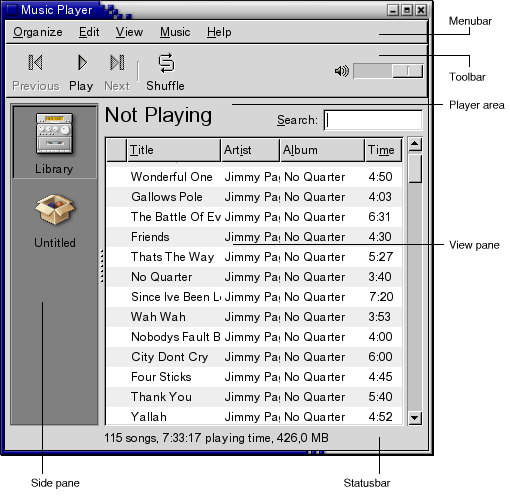 Music Player
Organize Edit View Music Help
Menubar
Previous Play Next Shuffle
Toolbar
Not Playing
Player area
Search:
Library
Untitled
Title Artist Album Time
Wonderful One Jimmy Pa No Quarter 4:50
Gallows Pole Jimmy Pa No Quarter 4:03
The Battle Of Ev Jimmy Pa No Quarter 6:31
Friends Jimmy Pa No Quarter 4:30
View pane
Thats The Way Jimmy Pa No Quarter 5:27
No Quarter Jimmy Pa No Quarter 3:40
Since Ive Been L Jimmy Pa No Quarter 7:20
Wah Wah Jimmy Pa No Quarter 3:53
Nobodys Fault B Jimmy Pa No Quarter 4:00
City Dont Cry Jimmy Pa No Quarter 6:00
Four Sticks Jimmy Pa No Quarter 4:45
Thank You Jimmy Pa No Quarter 5:40
Yallah Jimmy Pa No Quarter 4:52
115 songs, 7:33:17 playing time, 426,0 MB
Side pane
Statusbar